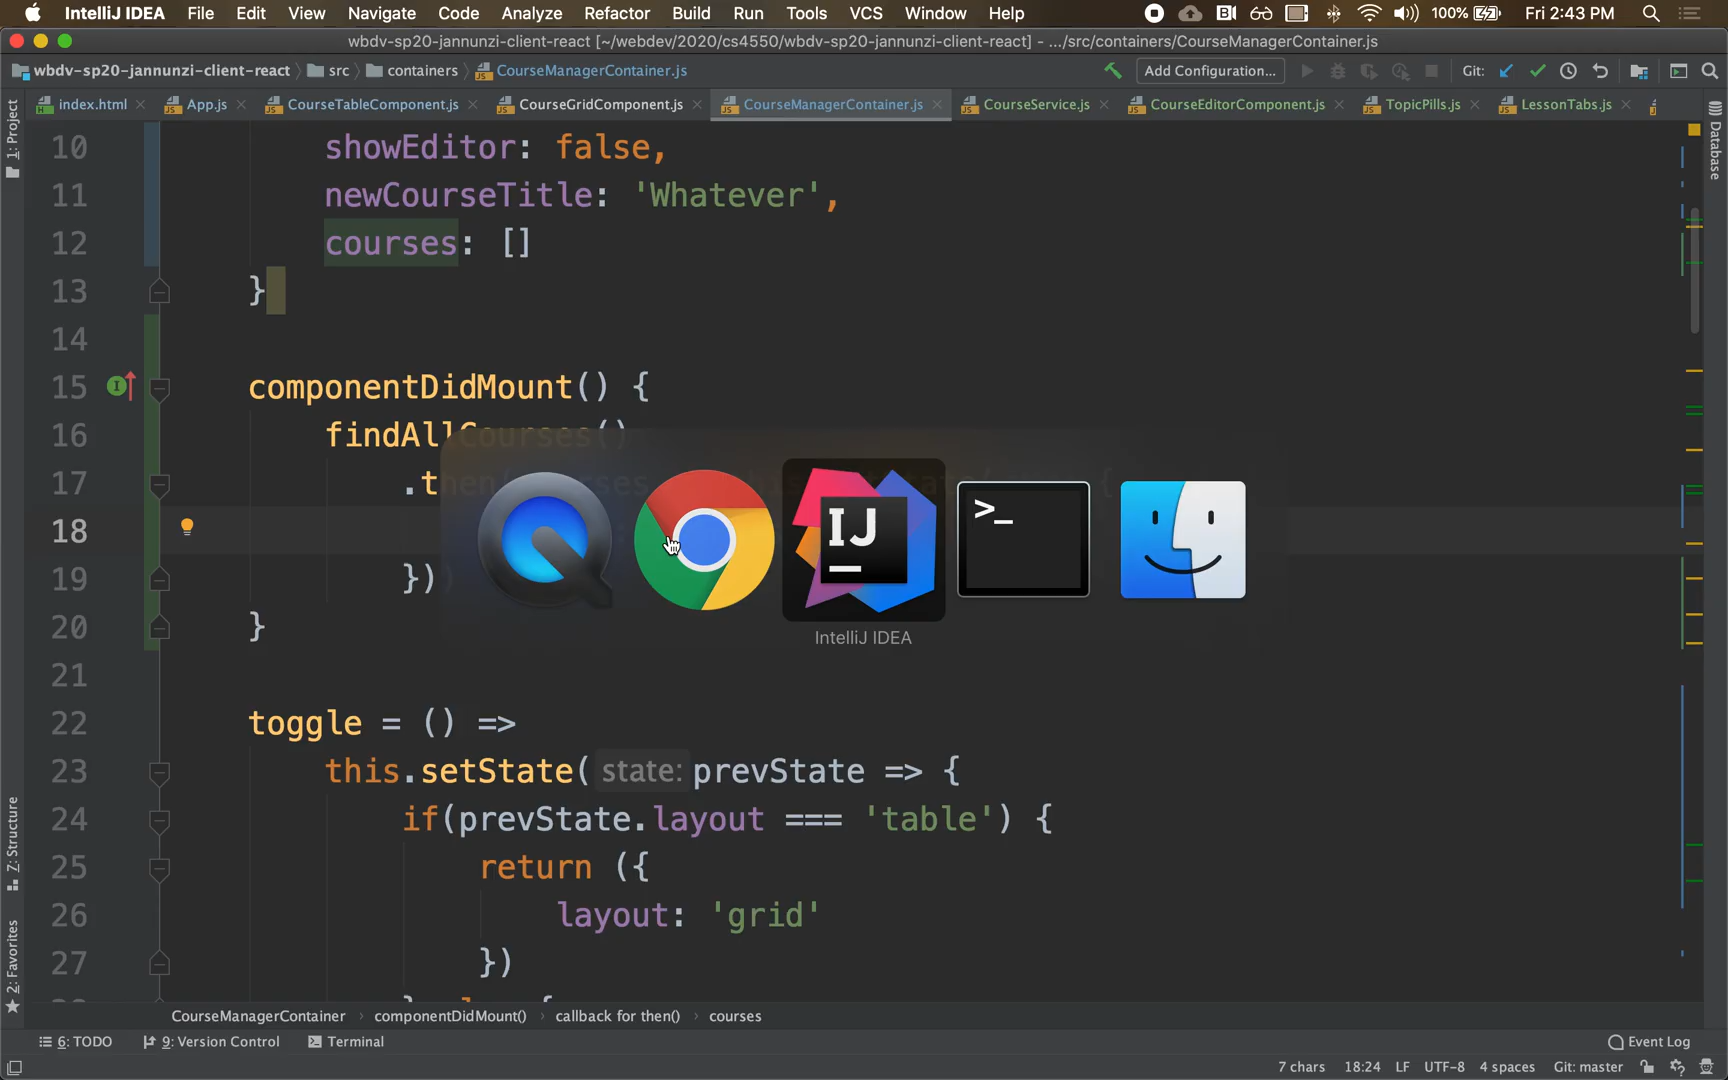 IntelliJ IDEA File Edit View Navigate Code Analyze Refactor Build Run Tools VCS Window Help 100% Fri 2:43 PM
wbdv-sp20-jannunzi-client-react [~/webdev/2020/cs4550/wbdv-sp20-jannunzi-client-react] - .../src/containers/CourseManagerContainer.js
wbdv-sp20-jannunzi-client-react src containers CourseManagerContainer.js Add Configuration... Git:
index.html App.js CourseTableComponent.js CourseGridComponent.js CourseManagerContainer.js CourseService.js CourseEditorComponent.js TopicPills.js LessonTabs.js
1: Project
Database
10 showEditor: false,
11 newCourseTitle: 'Whatever',
12 courses: []
13 }
14
15 componentDidMount() {
16 findAllCourses()
17 .then
18
19 })
20 }
21
22 toggle = () =>
23 this.setState( state: prevState => {
24 if(prevState.layout === 'table') {
25 return ({
26 layout: 'grid'
27 })
IJ
>_
IntelliJ IDEA
Z: Structure
2: Favorites
CourseManagerContainer componentDidMount() callback for then() courses
6: TODO 9: Version Control Terminal Event Log
7 chars 18:24 LF UTF-8 4 spaces Git: master